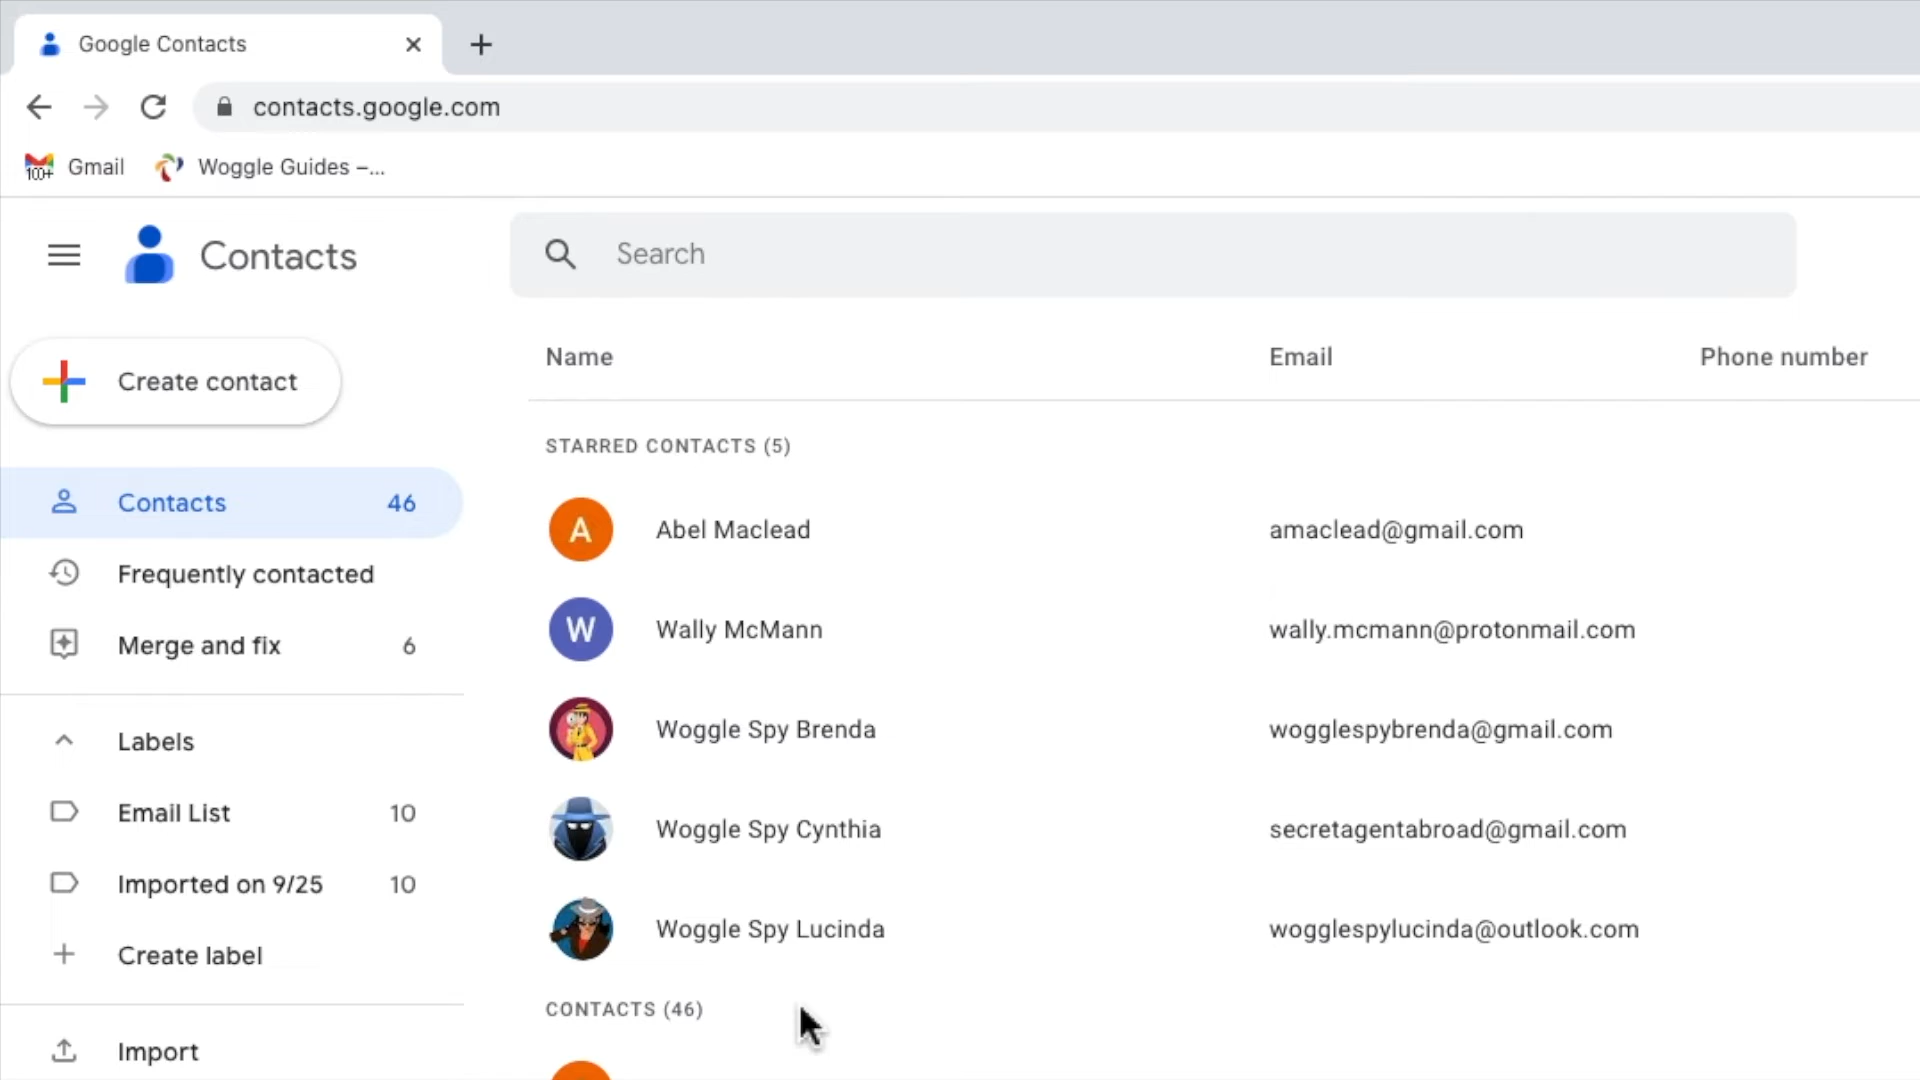 Google Contacts
contacts.google.com
100+ Gmail Woggle Guides –...
Contacts
Search
Create contact
Name Email Phone number
STARRED CONTACTS (5)
Contacts 46
A Abel Maclead amaclead@gmail.com
Frequently contacted
W Wally McMann wally.mcmann@protonmail.com
Merge and fix 6
Woggle Spy Brenda wogglespybrenda@gmail.com
Labels
Email List 10
Woggle Spy Cynthia secretagentabroad@gmail.com
Imported on 9/25 10
Woggle Spy Lucinda wogglespylucinda@outlook.com
Create label
CONTACTS (46)
Import